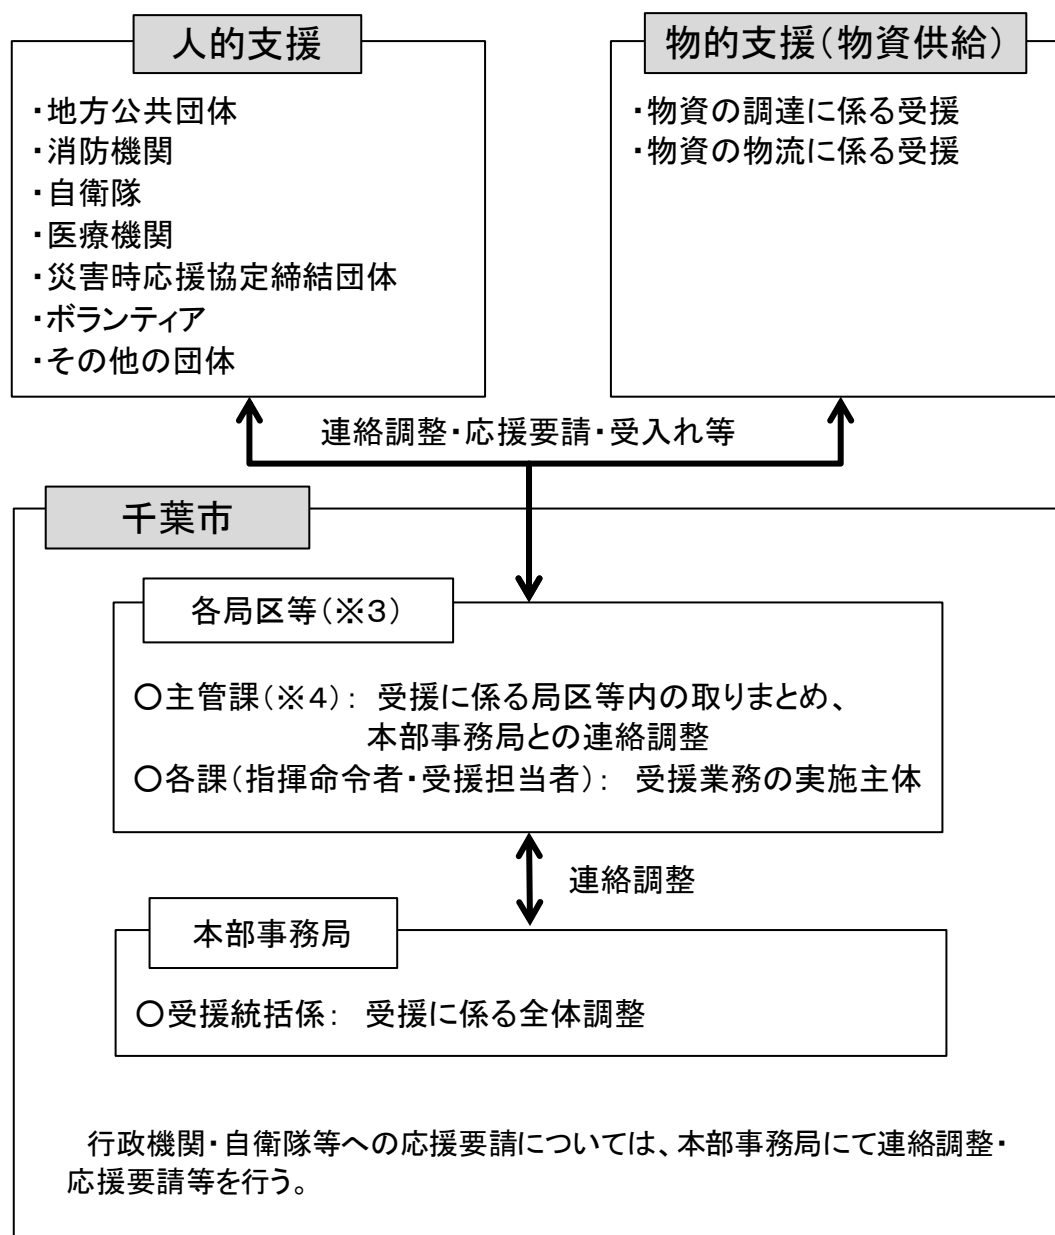 人的支援
・地方公共団体
・消防機関
・自衛隊
・医療機関
・災害時応援協定締結団体
・ボランティア
・その他の団体
物的支援(物資供給)
・物資の調達に係る受援
・物資の物流に係る受援
連絡調整・応援要請・受入れ等
千葉市
各局区等(※3)
○主管課(※4): 受援に係る局区等内の取りまとめ、
本部事務局との連絡調整
○各課(指揮命令者・受援担当者): 受援業務の実施主体
連絡調整
本部事務局
○受援統括係: 受援に係る全体調整
行政機関・自衛隊等への応援要請については、本部事務局にて連絡調整・
応援要請等を行う。